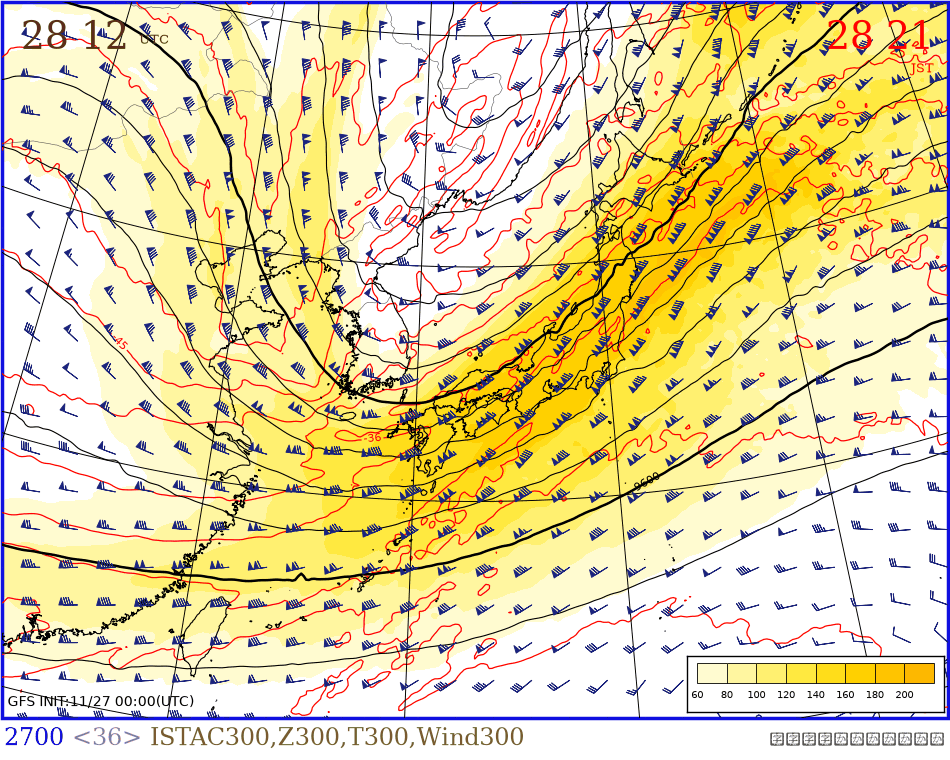 28 12 UTC
28 21 JST
-45
-36
9600
60 80 100 120 140 160 180 200
GFS INIT:11/27 00:00(UTC)
2700 <36> ISTAC300,Z300,T300,Wind300